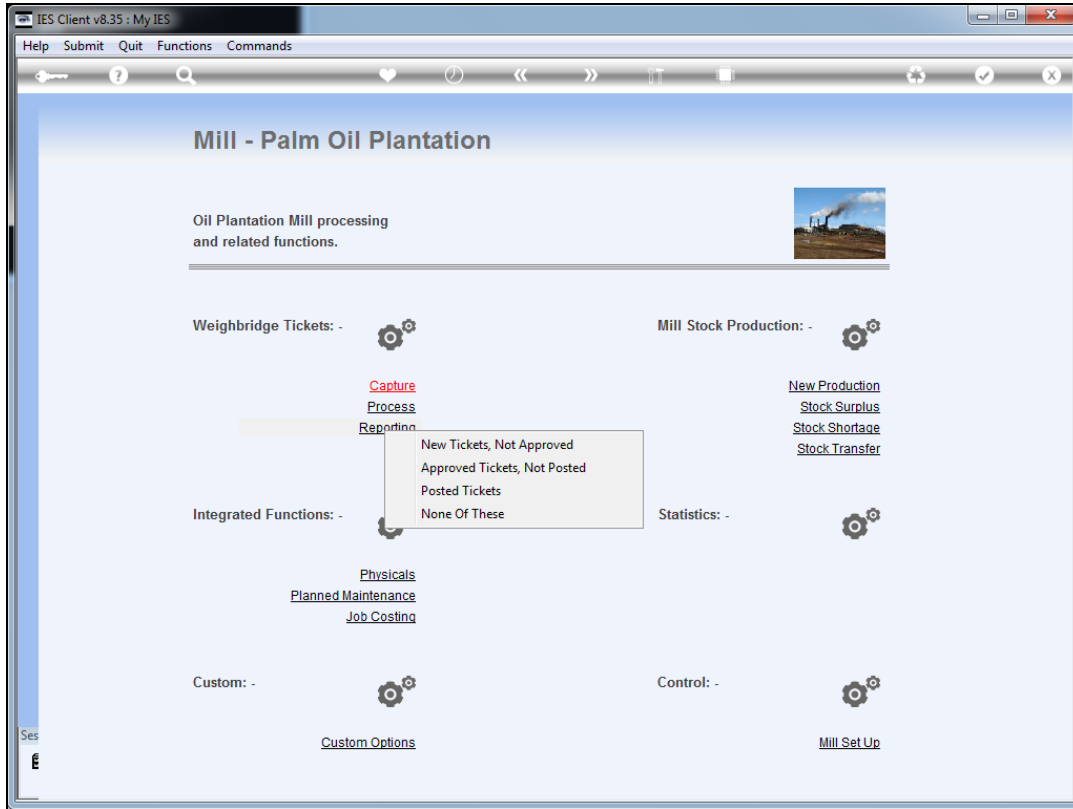 IES Client v8.35 : My IES
Help Submit Quit Functions Commands
Mill - Palm Oil Plantation
Oil Plantation Mill processing
and related functions.
Weighbridge Tickets: -
Capture
Process
Reporting
New Tickets, Not Approved
Approved Tickets, Not Posted
Posted Tickets
None Of These
Mill Stock Production: -
New Production
Stock Surplus
Stock Shortage
Stock Transfer
Integrated Functions: -
Physicals
Planned Maintenance
Job Costing
Statistics: -
Custom: -
Custom Options
Control: -
Mill Set Up
Ses